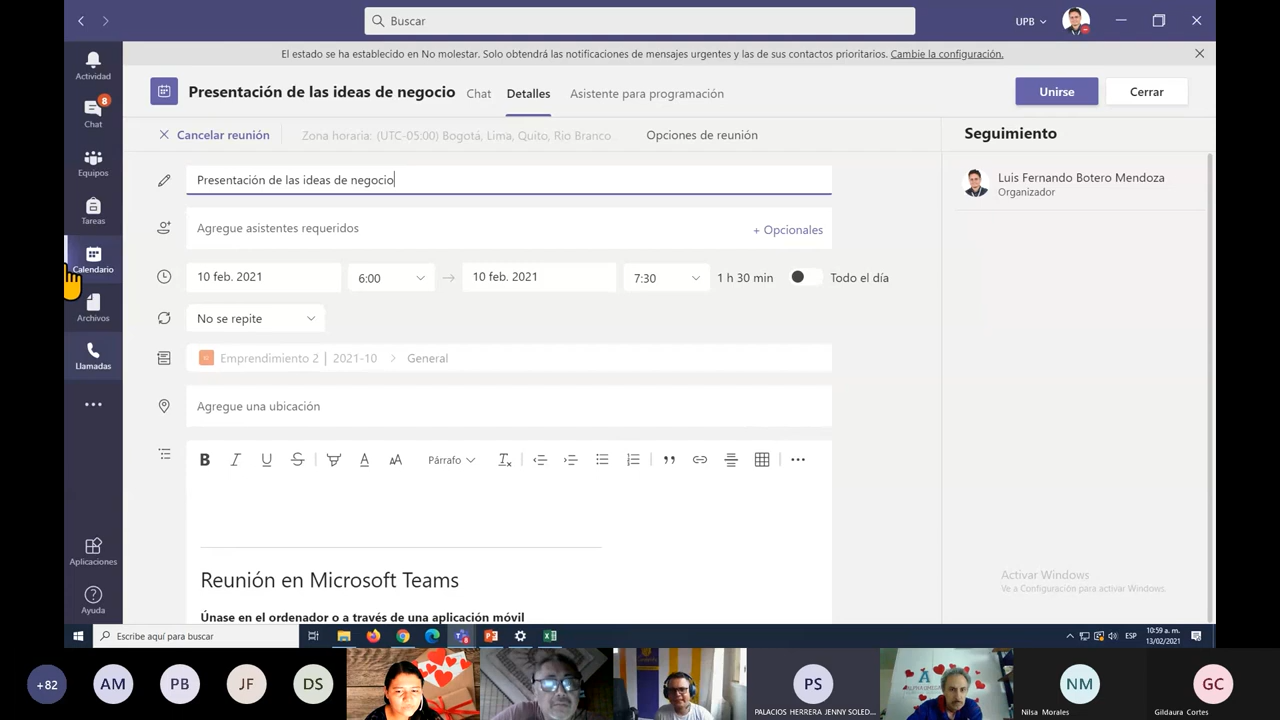 Buscar
UPB
El estado se ha establecido en No molestar. Solo obtendrá las notificaciones de mensajes urgentes y las de sus contactos prioritarios. Cambie la configuración.
Actividad
8
Chat
Equipos
Tareas
Calendario
Archivos
Llamadas
Aplicaciones
Ayuda
Presentación de las ideas de negocio Chat Detalles Asistente para programación Unirse Cerrar
Cancelar reunión Zona horaria: (UTC-05:00) Bogotá, Lima, Quito, Rio Branco Opciones de reunión
Presentación de las ideas de negocio
Agregue asistentes requeridos + Opcionales
10 feb. 2021 6:00 → 10 feb. 2021 7:30 1 h 30 min Todo el día
No se repite
Emprendimiento 2 | 2021-10 > General
Agregue una ubicación
B I U S A AA Párrafo
Reunión en Microsoft Teams
Únase en el ordenador o a través de una aplicación móvil
Seguimiento
Luis Fernando Botero Mendoza
Organizador
Activar Windows
Ve a Configuración para activar Windows.
Escribe aquí para buscar
ESP
10:59 a. m.
13/02/2021
+82 AM PB JF DS PS NM GC
PALACIOS HERRERA JENNY SOLED... Nilsa Morales Gildaura Cortes